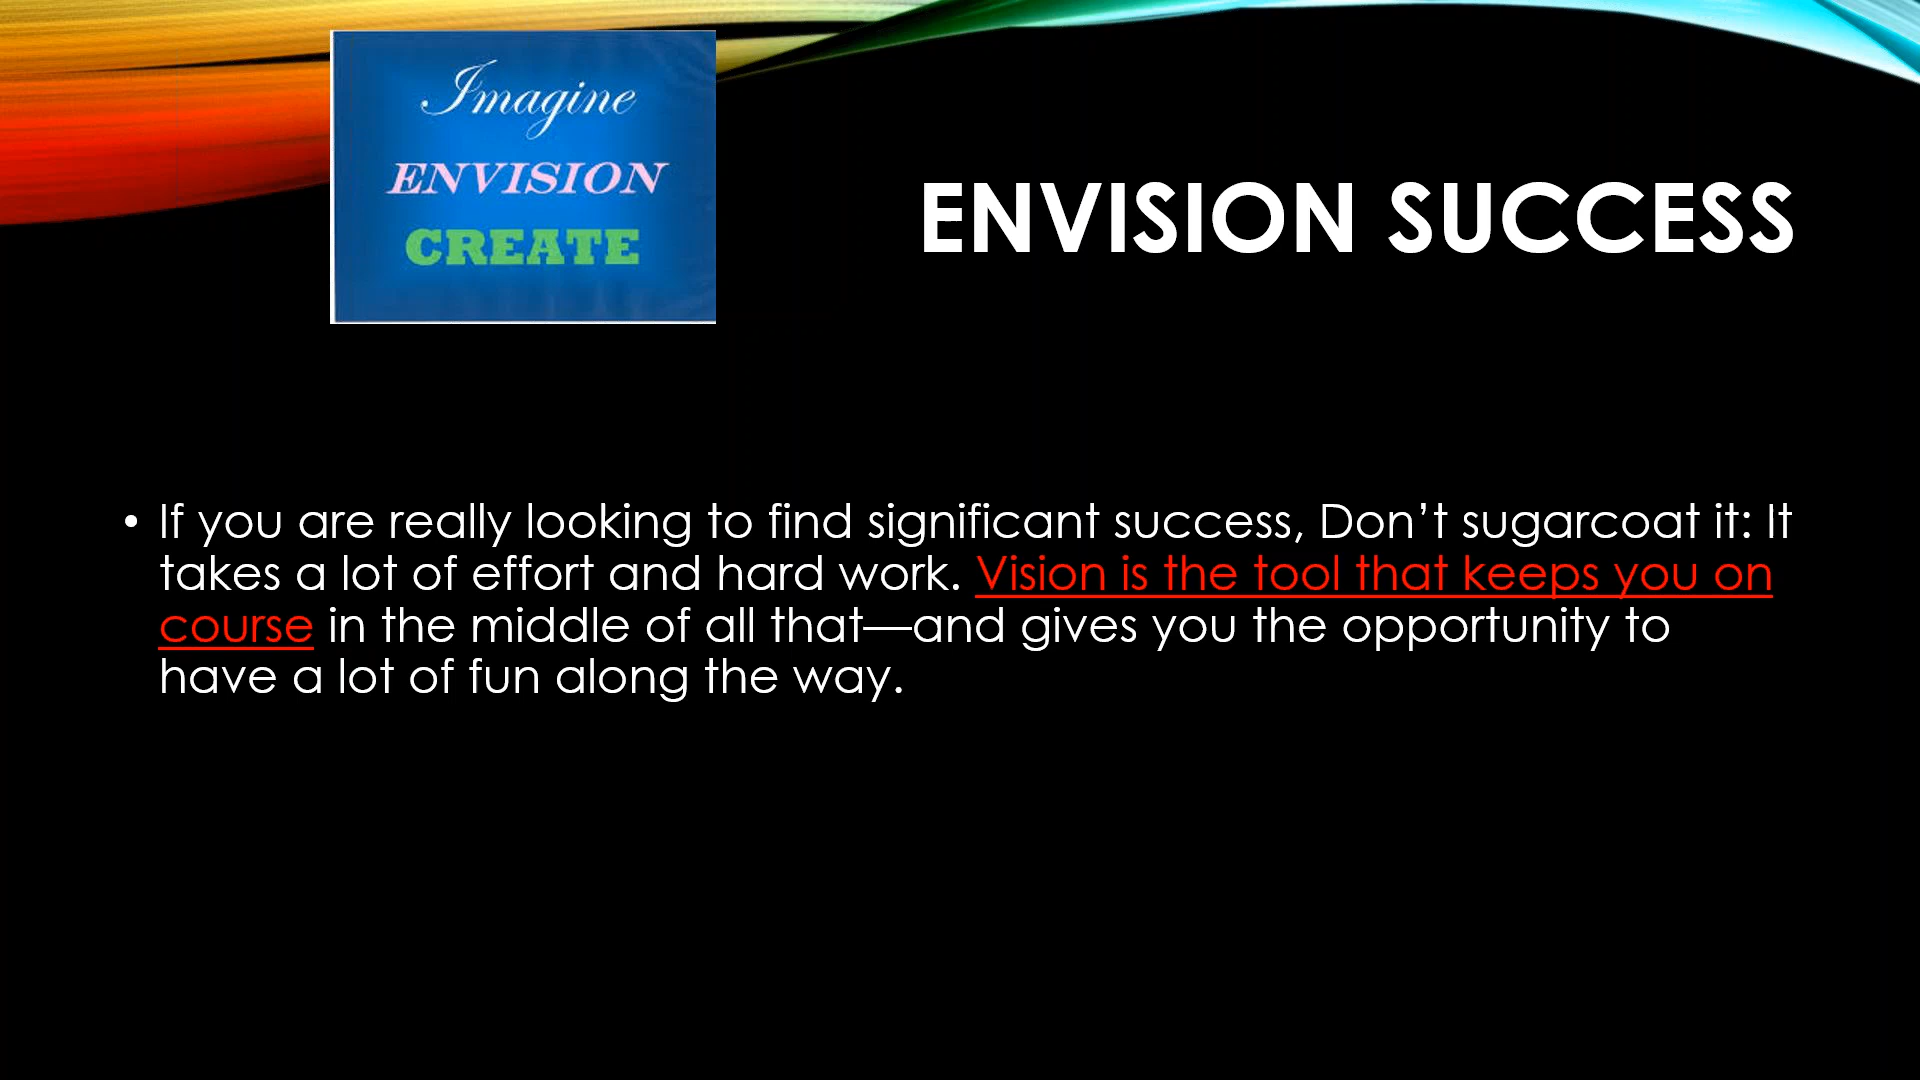 Imagine
ENVISION
CREATE
ENVISION SUCCESS
• If you are really looking to find significant success, Don’t sugarcoat it: It
takes a lot of effort and hard work. Vision is the tool that keeps you on
course in the middle of all that—and gives you the opportunity to
have a lot of fun along the way.